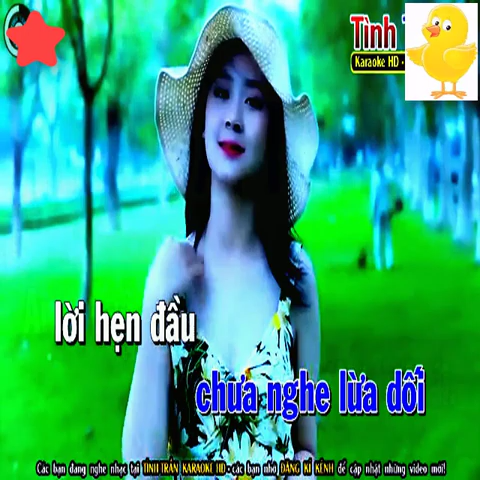 Tình
Karaoke HD -
lời hẹn đầu
chưa nghe lừa dối
Các bạn đang nghe nhạc tại TÌNH TRẦN KARAOKE HD - các bạn nhớ ĐĂNG KÍ KÊNH để cập nhật những video mới!